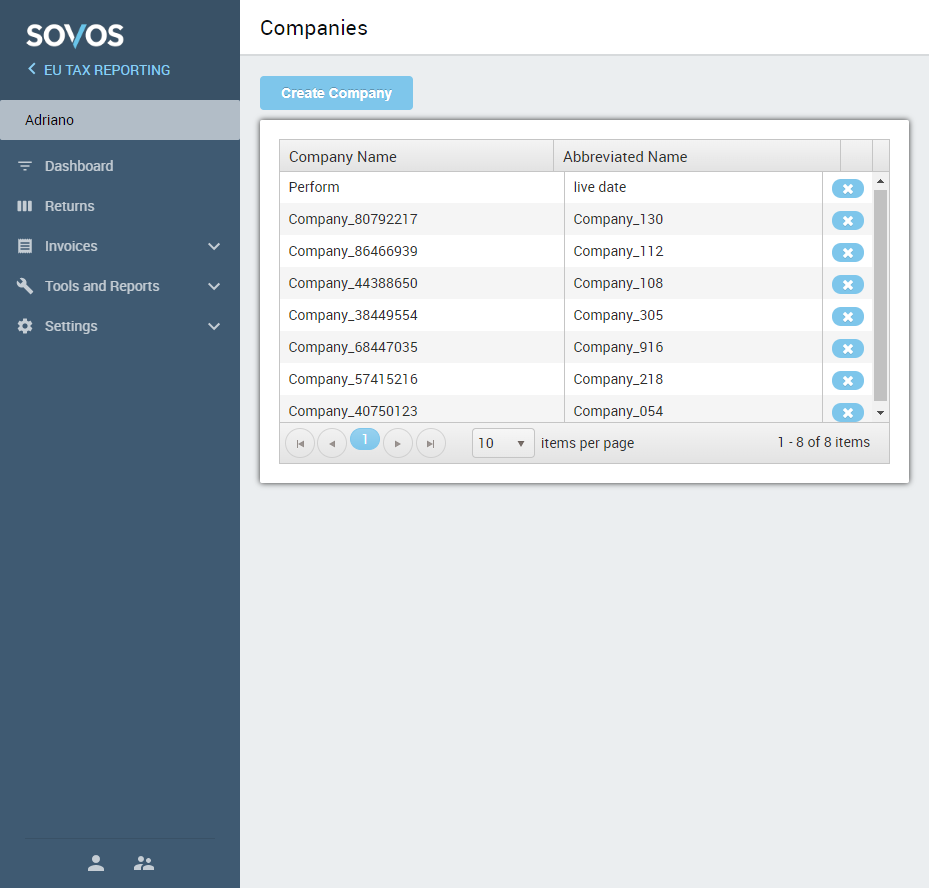 SOVOS
EU TAX REPORTING
Adriano
Dashboard
Returns
Invoices
Tools and Reports
Settings
Companies
Create Company
Company Name Abbreviated Name
Perform live date
Company_80792217 Company_130
Company_86466939 Company_112
Company_44388650 Company_108
Company_38449554 Company_305
Company_68447035 Company_916
Company_57415216 Company_218
Company_40750123 Company_054
1 10 items per page 1 - 8 of 8 items